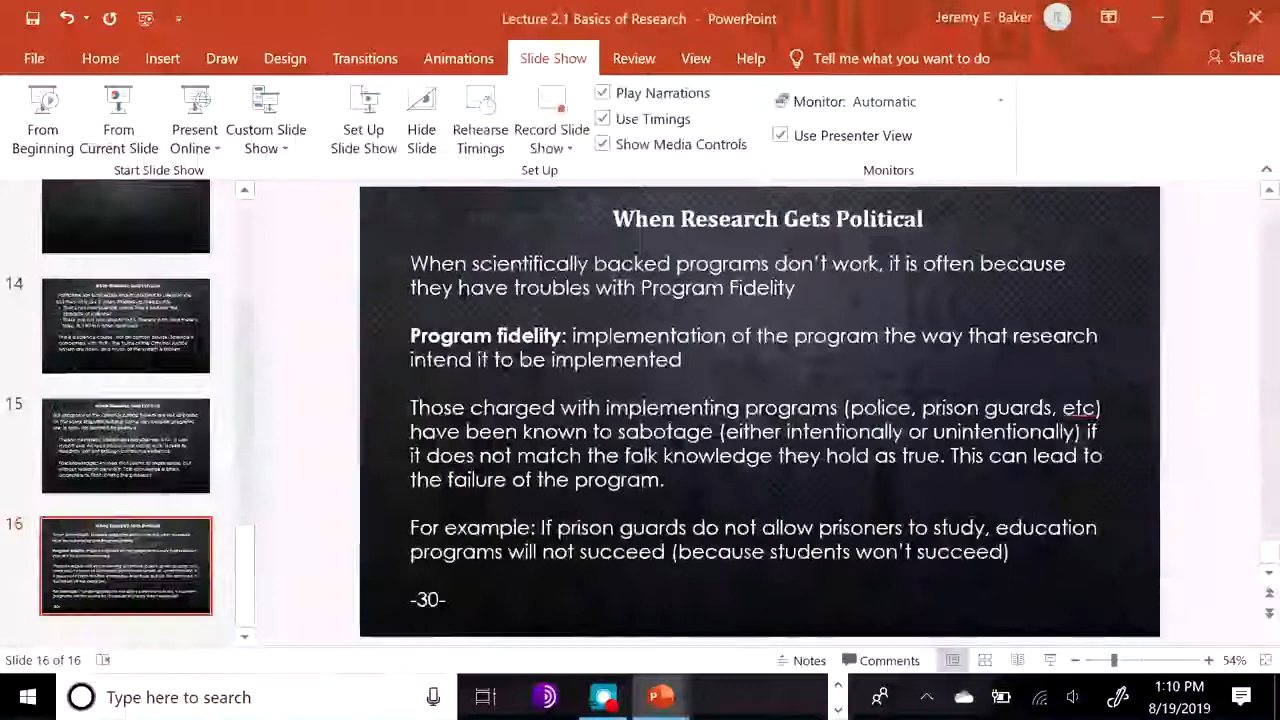 Lecture 2.1 Basics of Research - PowerPoint
Jeremy E Baker
File Home Insert Draw Design Transitions Animations Slide Show Review View Help Tell me what you want to do Share
From Beginning
From Current Slide
Present Online
Custom Slide Show
Set Up Slide Show
Hide Slide
Rehearse Timings
Record Slide Show
Play Narrations
Use Timings
Show Media Controls
Monitor: Automatic
Use Presenter View
Start Slide Show
Set Up
Monitors
14
15
16
When Research Gets Political
When scientifically backed programs don't work, it is often because
they have troubles with Program Fidelity
Program fidelity: implementation of the program the way that research
intend it to be implemented
Those charged with implementing programs (police, prison guards, etc)
have been known to sabotage (either intentionally or unintentionally) if
it does not match the folk knowledge they hold as true. This can lead to
the failure of the program.
For example: If prison guards do not allow prisoners to study, education
programs will not succeed (because students won't succeed)
-30-
Slide 16 of 16
Notes
Comments
54%
Type here to search
1:10 PM
8/19/2019